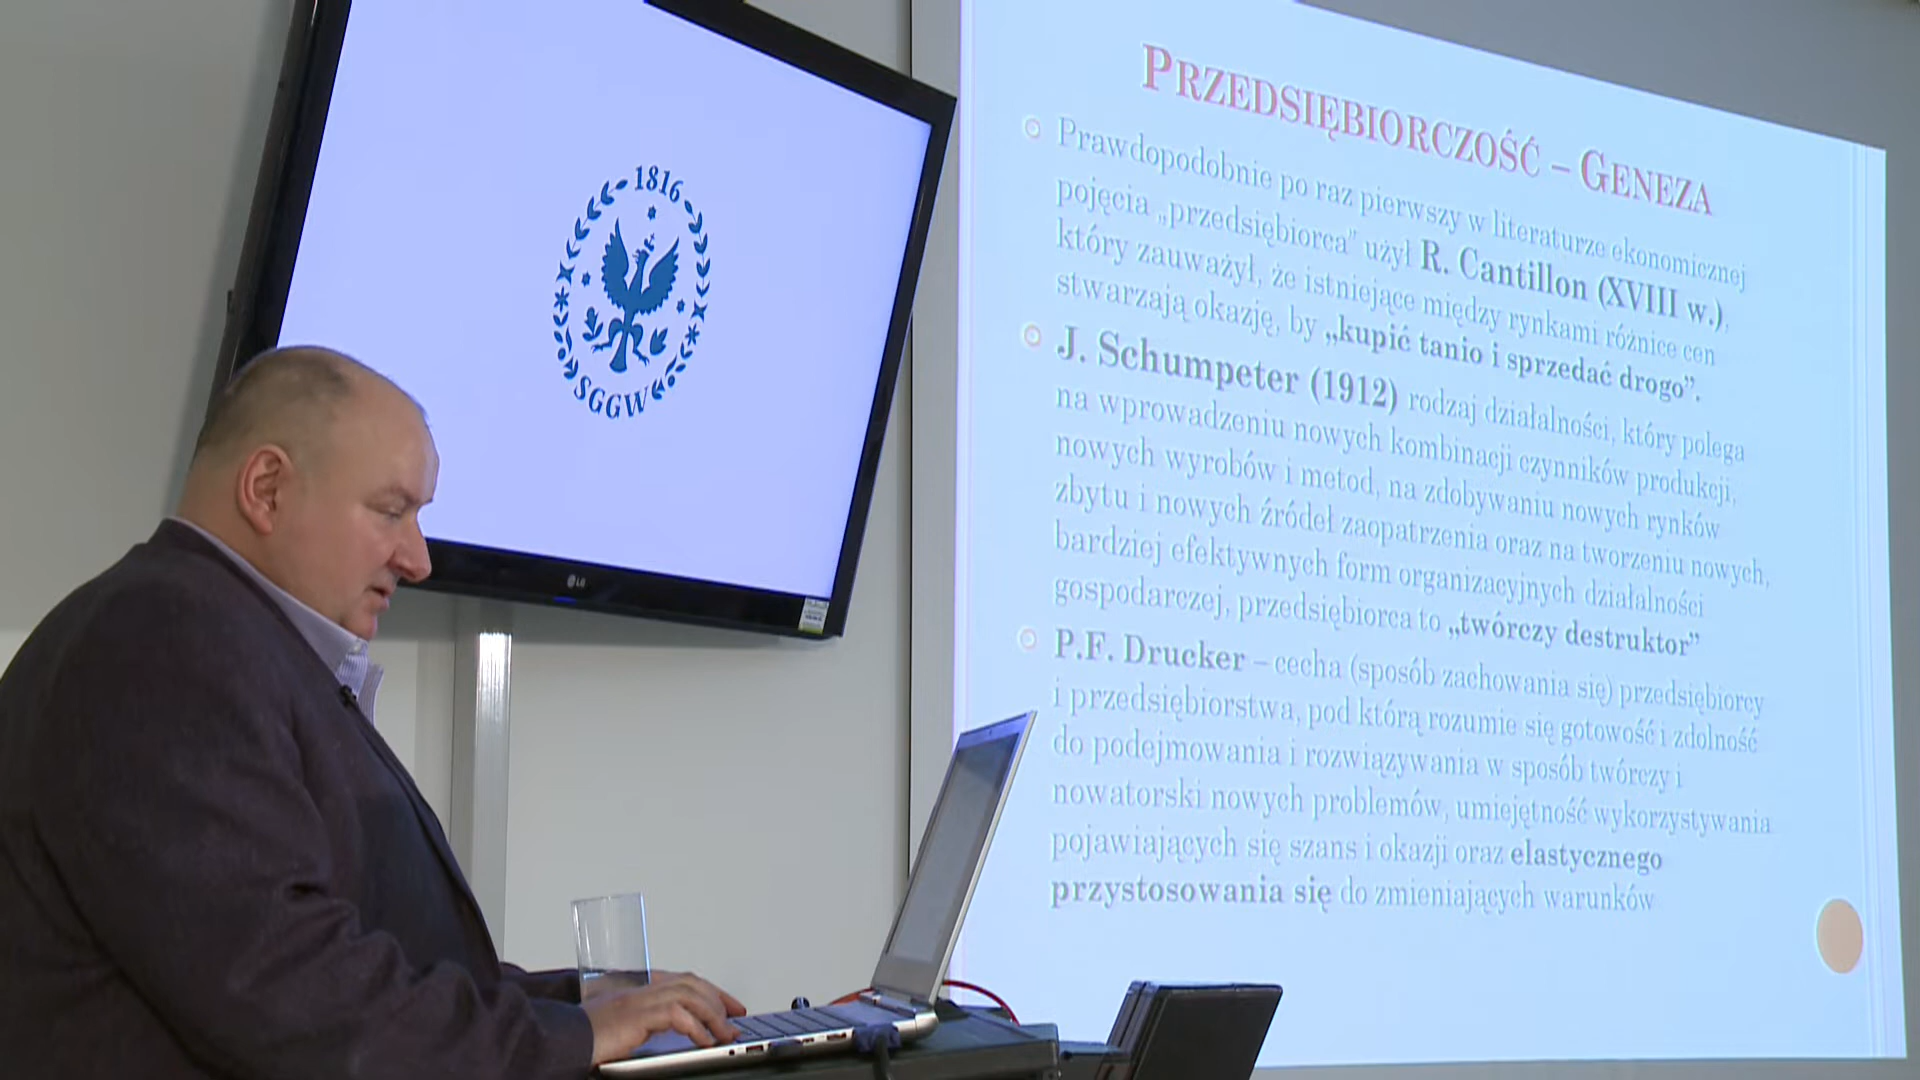 1816
SGGW
LG
PRZEDSIĘBIORCZOŚĆ – GENEZA
Prawdopodobnie po raz pierwszy w literaturze ekonomicznej
pojęcia „przedsiębiorca” użył R. Cantillon (XVIII w.),
który zauważył, że istniejące między rynkami różnice cen
stwarzają okazję, by „kupić tanio i sprzedać drogo”.
J. Schumpeter (1912) rodzaj działalności, który polega
na wprowadzeniu nowych kombinacji czynników produkcji,
nowych wyrobów i metod, na zdobywaniu nowych rynków
zbytu i nowych źródeł zaopatrzenia oraz na tworzeniu nowych,
bardziej efektywnych form organizacyjnych działalności
gospodarczej, przedsiębiorca to „twórczy destruktor”
P.F. Drucker – cecha (sposób zachowania się) przedsiębiorcy
i przedsiębiorstwa, pod którą rozumie się gotowość i zdolność
do podejmowania i rozwiązywania w sposób twórczy i
nowatorski nowych problemów, umiejętność wykorzystywania
pojawiających się szans i okazji oraz elastycznego
przystosowania się do zmieniających warunków